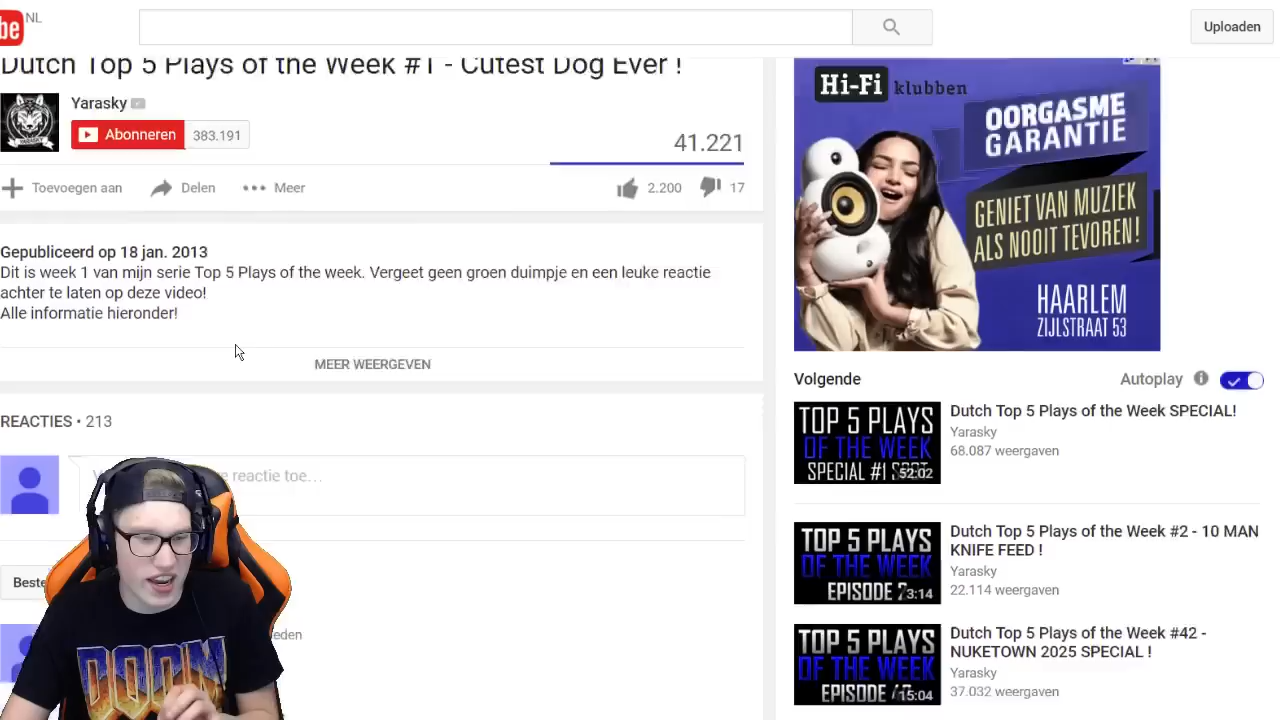 be NL
Uploaden
Dutch Top 5 Plays of the Week #1 - Cutest Dog Ever !
Yarasky
Abonneren 383.191
41.221
Toevoegen aan Delen Meer 2.200 17
Gepubliceerd op 18 jan. 2013
Dit is week 1 van mijn serie Top 5 Plays of the week. Vergeet geen groen duimpje en een leuke reactie
achter te laten op deze video!
Alle informatie hieronder!
MEER WEERGEVEN
REACTIES • 213
reactie toe...
Beste
eden
DOOM
Hi-Fi klubben
OORGASME
GARANTIE
GENIET VAN MUZIEK
ALS NOOIT TEVOREN!
HAARLEM
ZIJLSTRAAT 53
Volgende Autoplay
TOP 5 PLAYS
OF THE WEEK
SPECIAL #1
52:02
Dutch Top 5 Plays of the Week SPECIAL!
Yarasky
68.087 weergaven
TOP 5 PLAYS
OF THE WEEK
EPISODE
3:14
Dutch Top 5 Plays of the Week #2 - 10 MAN
KNIFE FEED !
Yarasky
22.114 weergaven
TOP 5 PLAYS
OF THE WEEK
EPISODE
15:04
Dutch Top 5 Plays of the Week #42 -
NUKETOWN 2025 SPECIAL !
Yarasky
37.032 weergaven